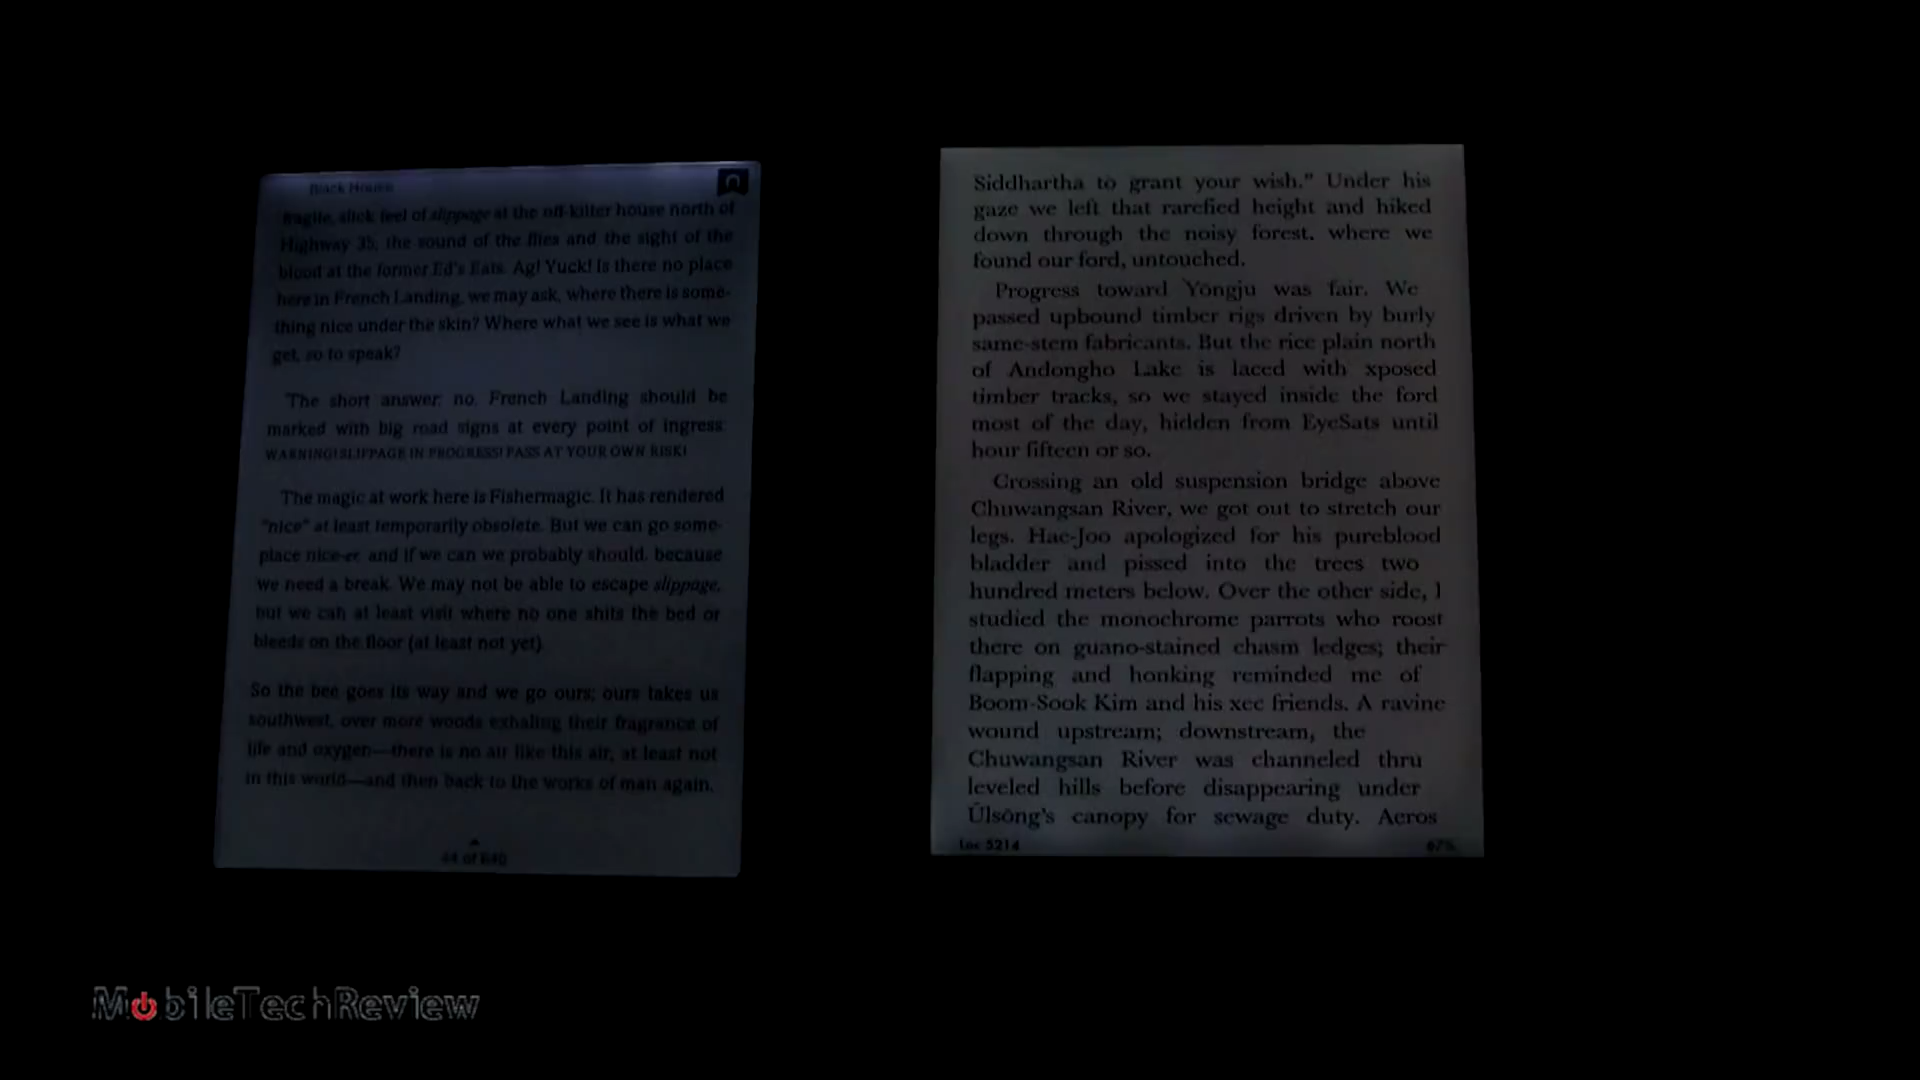 Black House
fragile, slick feel of slippage at the off-kilter house north of
Highway 35, the sound of the flies and the sight of the
blood at the former Ed's Eats. Ag! Yuck! Is there no place
here in French Landing, we may ask, where there is some-
thing nice under the skin? Where what we see is what we
get, so to speak?
The short answer: no. French Landing should be
marked with big road signs at every point of ingress:
WARNING! SLIPPAGE IN PROGRESS! PASS AT YOUR OWN RISK!
The magic at work here is Fishermagic. It has rendered
"nice" at least temporarily obsolete. But we can go some-
place nice-er, and if we can we probably should, because
we need a break. We may not be able to escape slippage,
but we can at least visit where no one shits the bed or
bleeds on the floor (at least not yet).
So the bee goes its way and we go ours; ours takes us
southwest, over more woods exhaling their fragrance of
life and oxygen—there is no air like this air, at least not
in this world—and then back to the works of man again.
44 of 640
Siddhartha to grant your wish." Under his
gaze we left that rarefied height and hiked
down through the noisy forest, where we
found our ford, untouched.
Progress toward Yōngju was fair. We
passed upbound timber rigs driven by burly
same-stem fabricants. But the rice plain north
of Andongho Lake is laced with xposed
timber tracks, so we stayed inside the ford
most of the day, hidden from EyeSats until
hour fifteen or so.
Crossing an old suspension bridge above
Chuwangsan River, we got out to stretch our
legs. Hae-Joo apologized for his pureblood
bladder and pissed into the trees two
hundred meters below. Over the other side, I
studied the monochrome parrots who roost
there on guano-stained chasm ledges; their
flapping and honking reminded me of
Boom-Sook Kim and his xec friends. A ravine
wound upstream; downstream, the
Chuwangsan River was channeled thru
leveled hills before disappearing under
Ūlsōng's canopy for sewage duty. Aeros
Loc 5214
67%
MobileTechReview